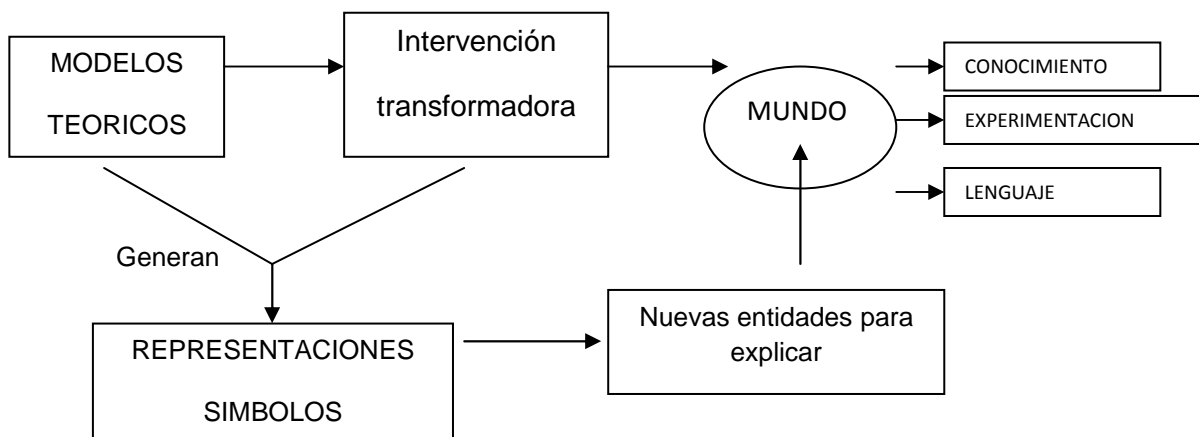 MODELOS
TEORICOS
Intervención
transformadora
MUNDO
CONOCIMIENTO
EXPERIMENTACION
LENGUAJE
Generan
REPRESENTACIONES
SIMBOLOS
Nuevas entidades para
explicar